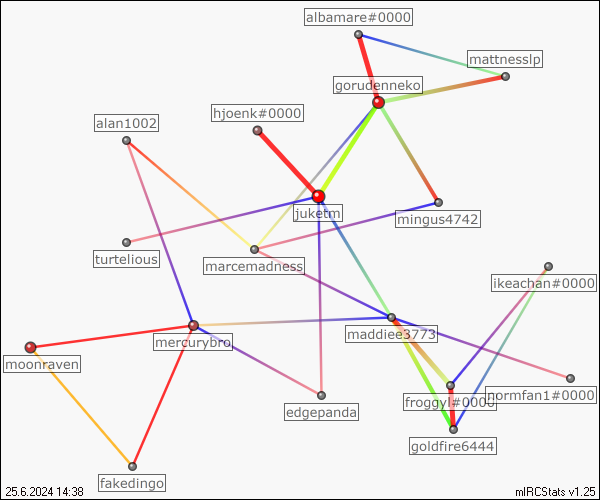 albamare#0000
mattnesslp
gorudenneko
hjoenk#0000
alan1002
juketm
mingus4742
turtelious
marcemadness
ikeachan#0000
maddiee3773
mercurybro
moonraven
normfan1#0000
froggyl#0000
edgepanda
goldfire6444
fakedingo
25.6.2024 14:38
mIRCStats v1.25